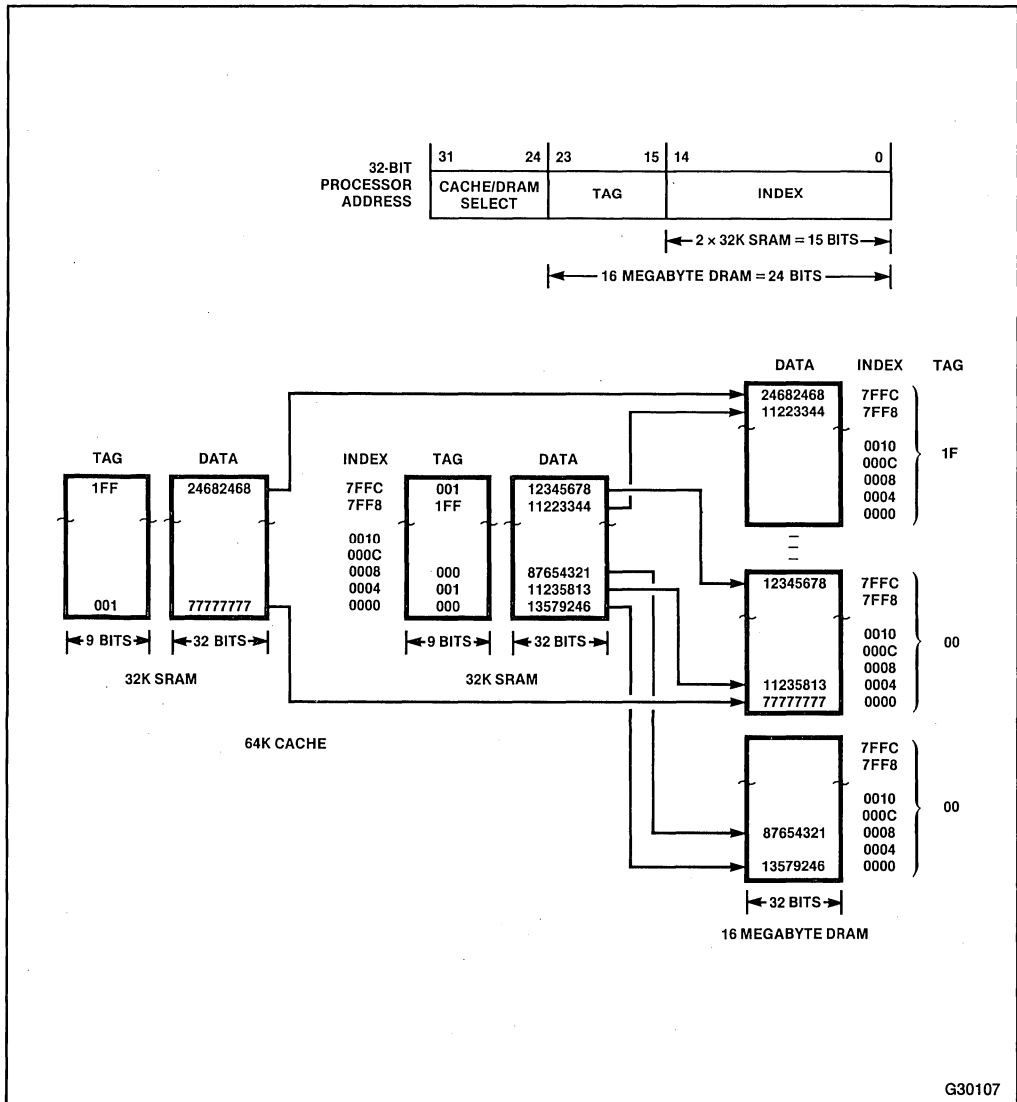 32-BIT
PROCESSOR
ADDRESS
31 24 23 15 14 0
CACHE/DRAM
SELECT
TAG
INDEX
2 x 32K SRAM = 15 BITS
16 MEGABYTE DRAM = 24 BITS
DATA INDEX TAG
24682468 7FFC
11223344 7FF8
0010
000C
0008
0004
0000
1F
TAG DATA
1FF 24682468
001 77777777
9 BITS 32 BITS
32K SRAM
INDEX TAG DATA
7FFC 001 12345678
7FF8 1FF 11223344
0010
000C
0008 000 87654321
0004 001 11235813
0000 000 13579246
9 BITS 32 BITS
32K SRAM
64K CACHE
12345678 7FFC
7FF8
0010
000C
0008
11235813 0004
77777777 0000
00
7FFC
7FF8
0010
000C
87654321 0008
0004
13579246 0000
00
32 BITS
16 MEGABYTE DRAM
G30107